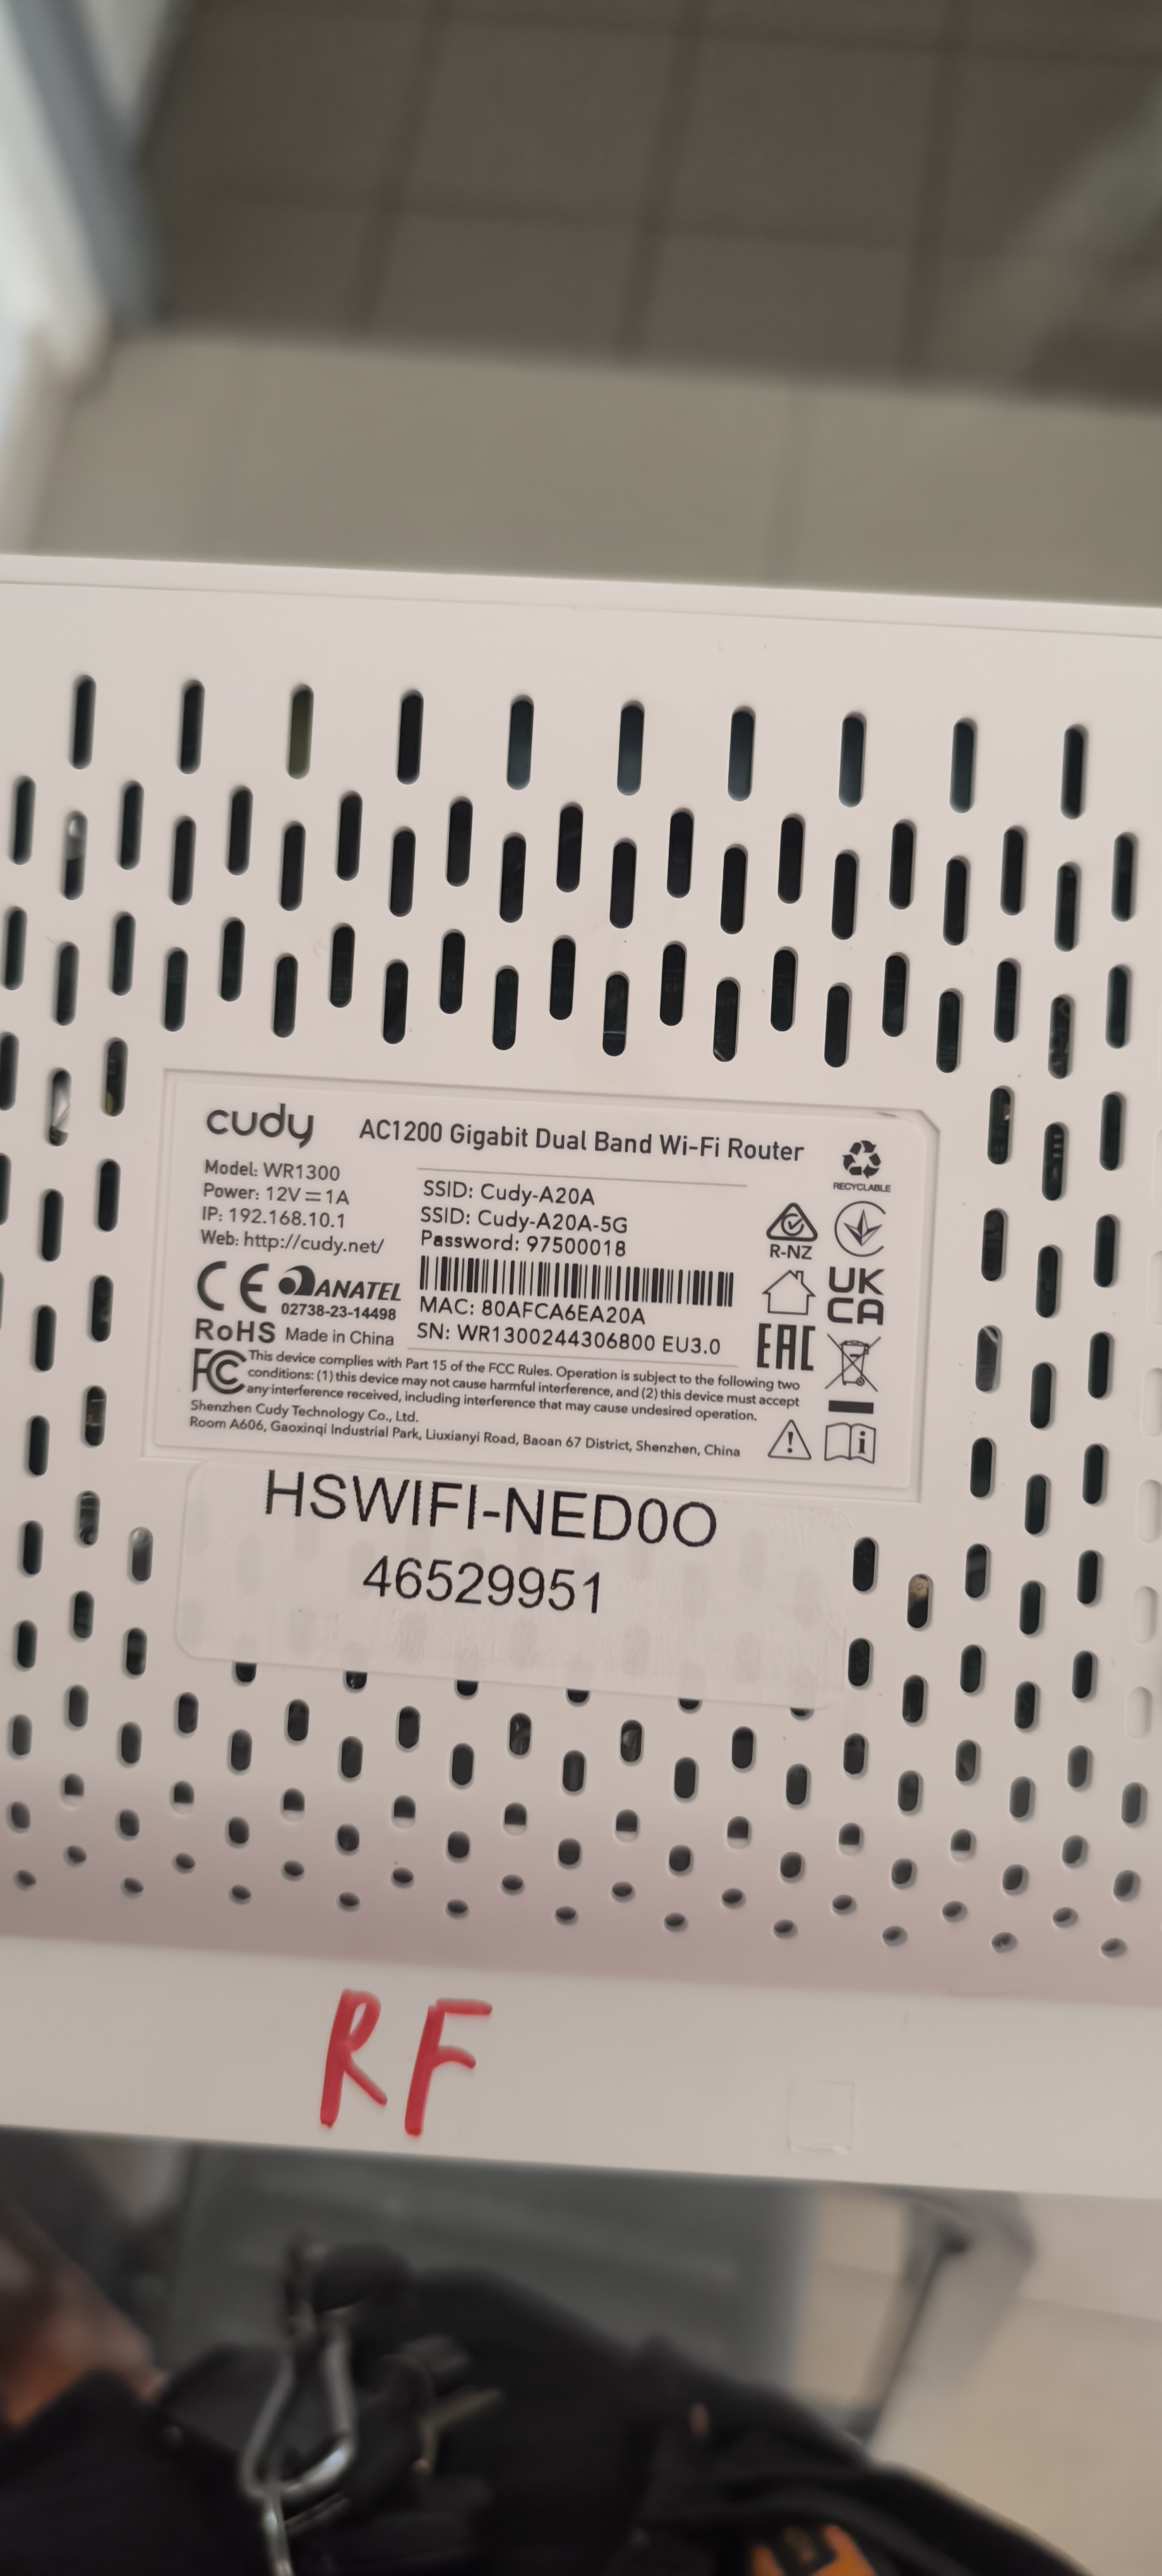 cudy AC1200 Gigabit Dual Band Wi-Fi Router
Model: WR1300
Power: 12V⎓1A
IP: 192.168.10.1
Web: http://cudy.net/
SSID: Cudy-A20A
SSID: Cudy-A20A-5G
Password: 97500018
MAC: 80AFCA6EA20A
SN: WR1300244306800 EU3.0
RECYCLABLE
R-NZ
CE ANATEL
02738-23-14498
RoHS Made in China
UK
CA
EAC
FC This device complies with Part 15 of the FCC Rules. Operation is subject to the following two
conditions: (1) this device may not cause harmful interference, and (2) this device must accept
any interference received, including interference that may cause undesired operation.
Shenzhen Cudy Technology Co., Ltd.
Room A606, Gaoxinqi Industrial Park, Liuxianyi Road, Baoan 67 District, Shenzhen, China
HSWIFI-NED0O
46529951
RF